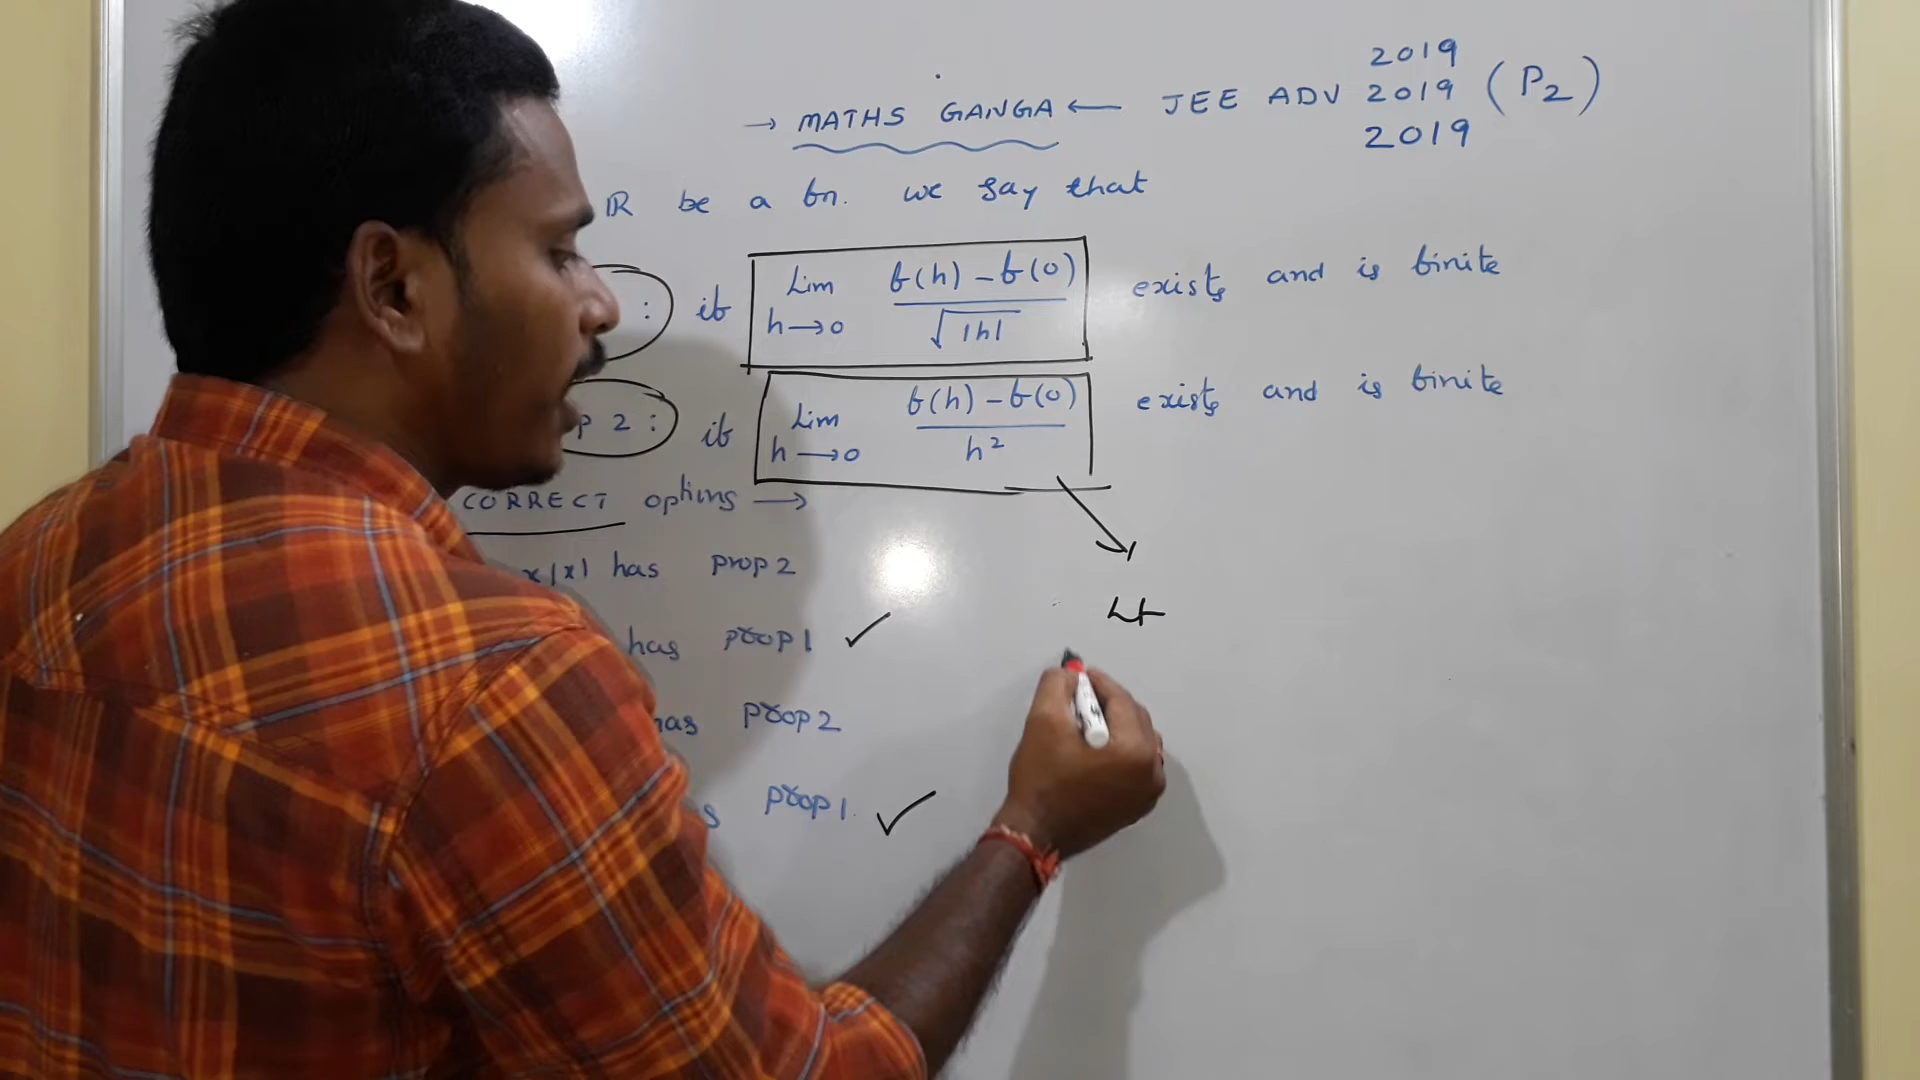 → MATHS GANGA ← JEE ADV 2019 2019 2019 (P2)
ℝ be a fn. we say that
: if Lim h→0 f(h) - f(0) / √|h| exists and is finite
p 2 : if Lim h→0 f(h) - f(0) / h² exists and is finite
CORRECT options →
x|x| has prop 2
has prop 1 ✓
has prop 2
s prop 1. ✓
Lt